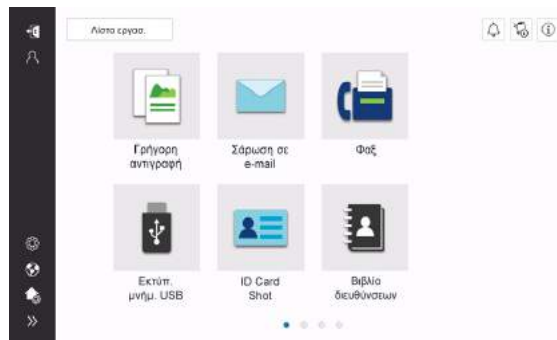 Λίστα εργασ.
Γρήγορη
αντιγραφή
Σάρωση σε
e-mail
Φαξ
Εκτύπ.
μνήμ. USB
ID Card
Shot
Βιβλίο
διευθύνσεων